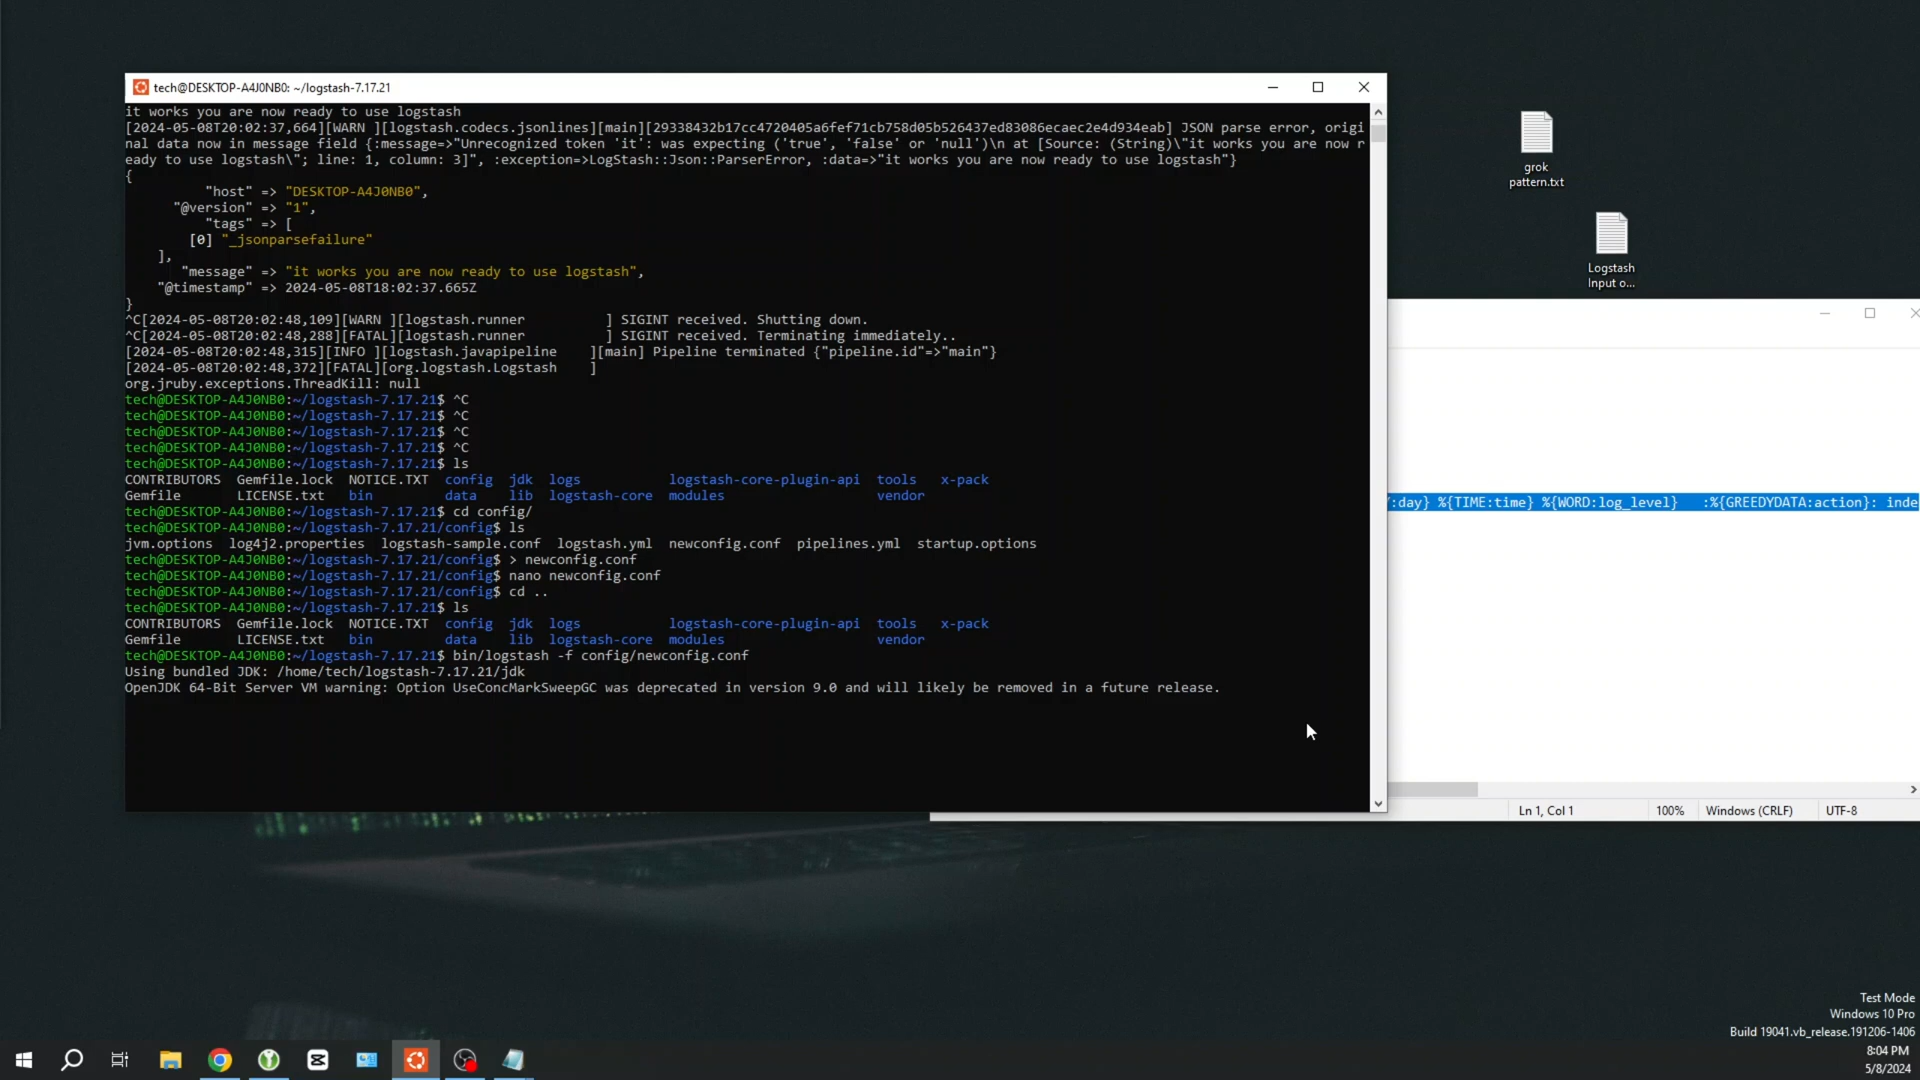 tech@DESKTOP-A4J0NB0: ~/logstash-7.17.21
it works you are now ready to use logstash
[2024-05-08T20:02:37,664][WARN ][logstash.codecs.jsonlines][main][29338432b17cc4720405a6fef71cb758d05b526437ed83086ecaec2e4d934eab] JSON parse error, origi
nal data now in message field {:message=>"Unrecognized token 'it': was expecting ('true', 'false' or 'null')\n at [Source: (String)\"it works you are now r
eady to use logstash\"; line: 1, column: 3]", :exception=>LogStash::Json::ParserError, :data=>"it works you are now ready to use logstash"}
{
"host" => "DESKTOP-A4J0NB0",
"@version" => "1",
"tags" => [
[0] "_jsonparsefailure"
],
"message" => "it works you are now ready to use logstash",
"@timestamp" => 2024-05-08T18:02:37.665Z
}
^C[2024-05-08T20:02:48,109][WARN ][logstash.runner          ] SIGINT received. Shutting down.
^C[2024-05-08T20:02:48,288][FATAL][logstash.runner          ] SIGINT received. Terminating immediately..
[2024-05-08T20:02:48,315][INFO ][logstash.javapipeline    ][main] Pipeline terminated {"pipeline.id"=>"main"}
[2024-05-08T20:02:48,372][FATAL][org.logstash.Logstash    ]
org.jruby.exceptions.ThreadKill: null
tech@DESKTOP-A4J0NB0:~/logstash-7.17.21$ ^C
tech@DESKTOP-A4J0NB0:~/logstash-7.17.21$ ^C
tech@DESKTOP-A4J0NB0:~/logstash-7.17.21$ ^C
tech@DESKTOP-A4J0NB0:~/logstash-7.17.21$ ^C
tech@DESKTOP-A4J0NB0:~/logstash-7.17.21$ ls
CONTRIBUTORS  Gemfile.lock  NOTICE.TXT  config  jdk  logs           logstash-core-plugin-api  tools   x-pack
Gemfile       LICENSE.txt   bin         data    lib  logstash-core  modules                   vendor
tech@DESKTOP-A4J0NB0:~/logstash-7.17.21$ cd config/
tech@DESKTOP-A4J0NB0:~/logstash-7.17.21/config$ ls
jvm.options  log4j2.properties  logstash-sample.conf  logstash.yml  newconfig.conf  pipelines.yml  startup.options
tech@DESKTOP-A4J0NB0:~/logstash-7.17.21/config$ > newconfig.conf
tech@DESKTOP-A4J0NB0:~/logstash-7.17.21/config$ nano newconfig.conf
tech@DESKTOP-A4J0NB0:~/logstash-7.17.21/config$ cd ..
tech@DESKTOP-A4J0NB0:~/logstash-7.17.21$ ls
CONTRIBUTORS  Gemfile.lock  NOTICE.TXT  config  jdk  logs           logstash-core-plugin-api  tools   x-pack
Gemfile       LICENSE.txt   bin         data    lib  logstash-core  modules                   vendor
tech@DESKTOP-A4J0NB0:~/logstash-7.17.21$ bin/logstash -f config/newconfig.conf
Using bundled JDK: /home/tech/logstash-7.17.21/jdk
OpenJDK 64-Bit Server VM warning: Option UseConcMarkSweepGC was deprecated in version 9.0 and will likely be removed in a future release.
grok
pattern.txt
Logstash
Input o...
:day} %{TIME:time} %{WORD:log_level}   :%{GREEDYDATA:action}: inde
Ln 1, Col 1
100%
Windows (CRLF)
UTF-8
Test Mode
Windows 10 Pro
Build 19041.vb_release.191206-1406
8:04 PM
5/8/2024